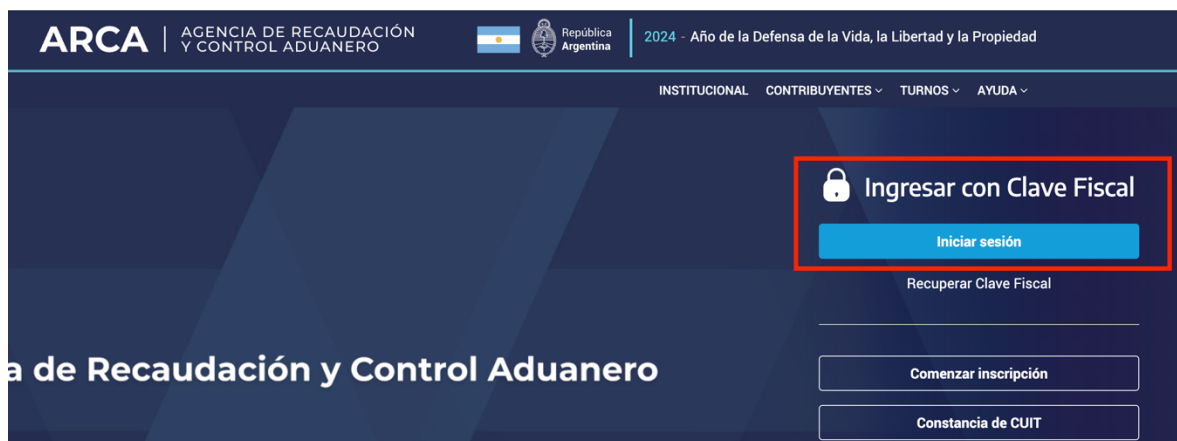 ARCA
AGENCIA DE RECAUDACIÓN
Y CONTROL ADUANERO
República
Argentina
2024 - Año de la Defensa de la Vida, la Libertad y la Propiedad
INSTITUCIONAL CONTRIBUYENTES TURNOS AYUDA
Ingresar con Clave Fiscal
Iniciar sesión
Recuperar Clave Fiscal
a de Recaudación y Control Aduanero
Comenzar inscripción
Constancia de CUIT